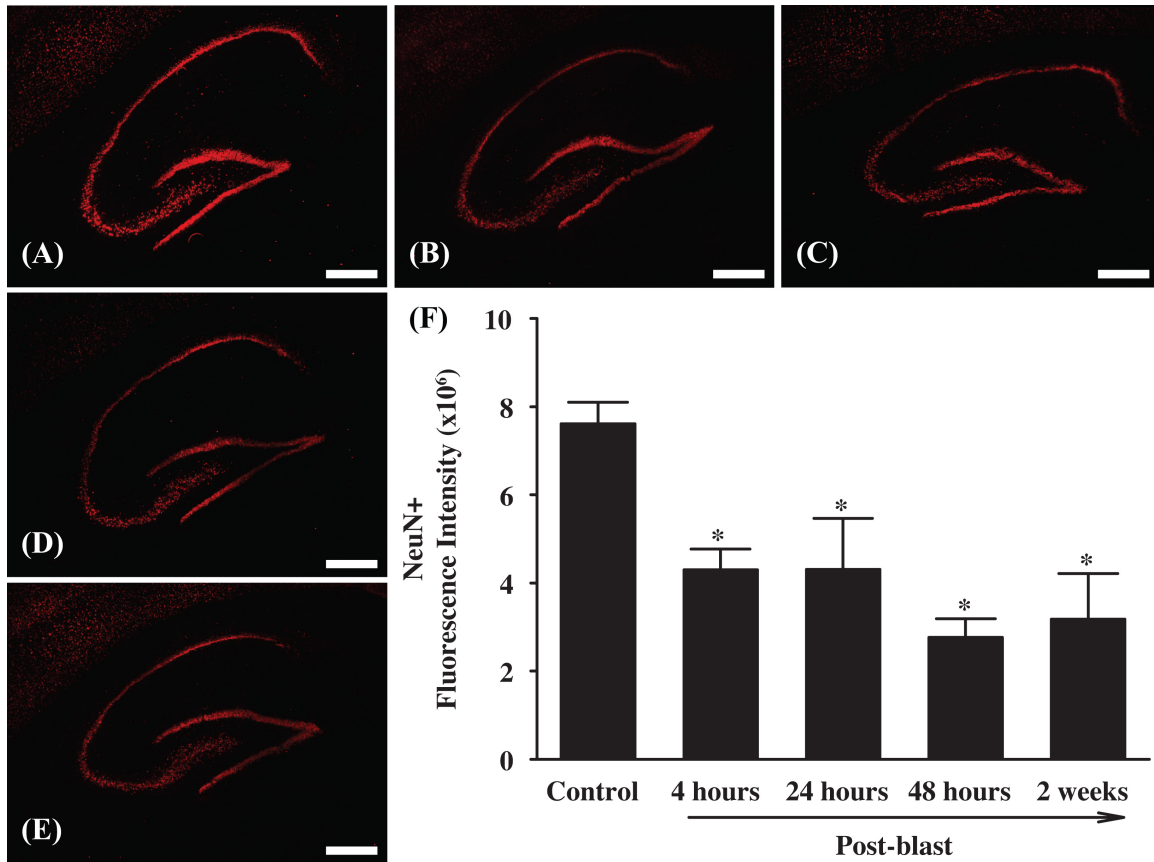 (A)
(B)
(C)
(D)
(E)
(F)
NeuN+
Fluorescence Intensity (x10⁶)
10
8
6
4
2
0
*
*
*
*
Control 4 hours 24 hours 48 hours 2 weeks
Post-blast